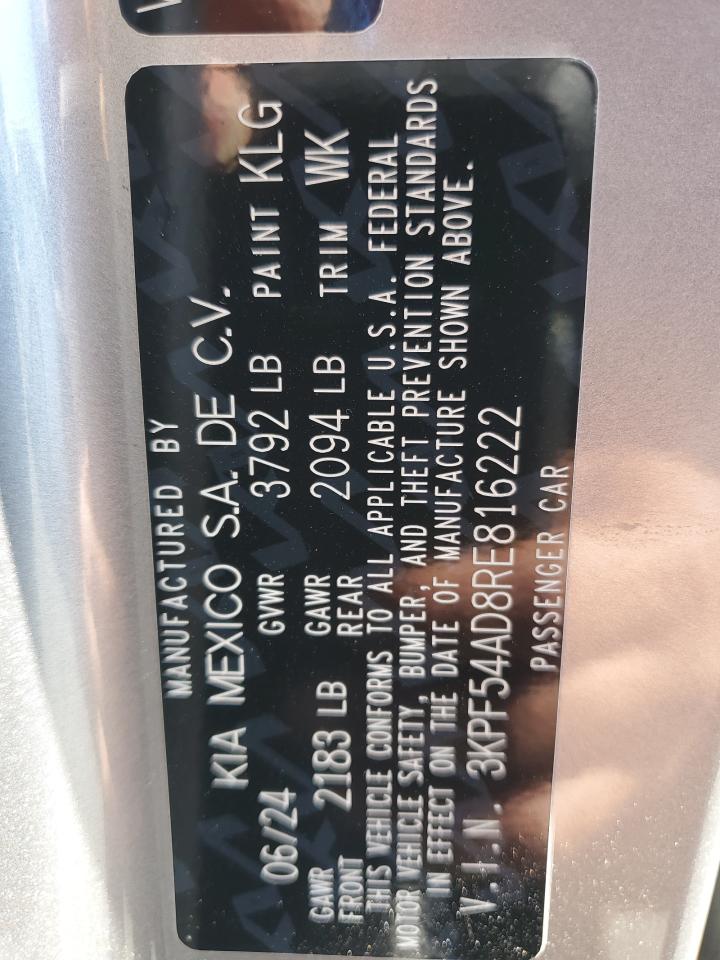 MANUFACTURED BY
KIA MEXICO S.A. DE C.V.
06/24 GVWR 3792 LB PAINT KLG
GAWR FRONT 2183 LB GAWR REAR 2094 LB TRIM WK
THIS VEHICLE CONFORMS TO ALL APPLICABLE U.S.A. FEDERAL
MOTOR VEHICLE SAFETY, BUMPER, AND THEFT PREVENTION STANDARDS
IN EFFECT ON THE DATE OF MANUFACTURE SHOWN ABOVE.
V.I.N. 3KPF54AD8RE816222
PASSENGER CAR